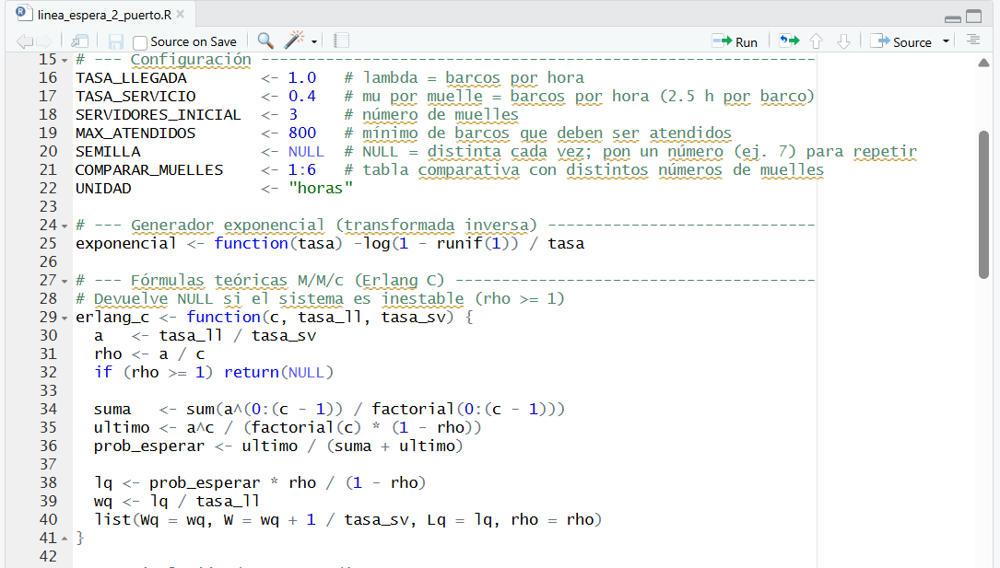 linea_espera_2_puerto.R
Source on Save
Run
Source
15 # --- Configuración ---------------------------------------------------------------
16 TASA_LLEGADA        <- 1.0   # lambda = barcos por hora
17 TASA_SERVICIO       <- 0.4   # mu por muelle = barcos por hora (2.5 h por barco)
18 SERVIDORES_INICIAL  <- 3     # número de muelles
19 MAX_ATENDIDOS       <- 800   # mínimo de barcos que deben ser atendidos
20 SEMILLA             <- NULL  # NULL = distinta cada vez; pon un número (ej. 7) para repetir
21 COMPARAR_MUELLES    <- 1:6   # tabla comparativa con distintos números de muelles
22 UNIDAD              <- "horas"
23
24 # --- Generador exponencial (transformada inversa) -----------------------------
25 exponencial <- function(tasa) -log(1 - runif(1)) / tasa
26
27 # --- Fórmulas teóricas M/M/c (Erlang C) ---------------------------------------
28 # Devuelve NULL si el sistema es inestable (rho >= 1)
29 erlang_c <- function(c, tasa_ll, tasa_sv) {
30   a   <- tasa_ll / tasa_sv
31   rho <- a / c
32   if (rho >= 1) return(NULL)
33
34   suma   <- sum(a^(0:(c - 1)) / factorial(0:(c - 1)))
35   ultimo <- a^c / (factorial(c) * (1 - rho))
36   prob_esperar <- ultimo / (suma + ultimo)
37
38   lq <- prob_esperar * rho / (1 - rho)
39   wq <- lq / tasa_ll
40   list(Wq = wq, W = wq + 1 / tasa_sv, Lq = lq, rho = rho)
41 }
42